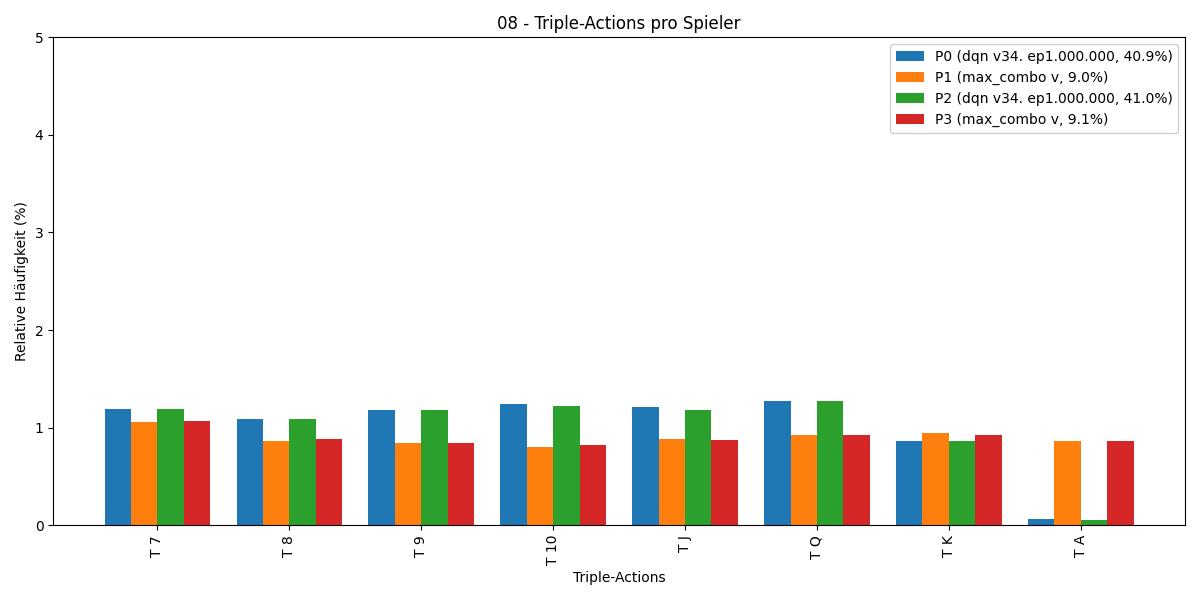 08 - Triple-Actions pro Spieler
5
4
3
2
1
0
Relative Häufigkeit (%)
P0 (dqn v34. ep1.000.000, 40.9%)
P1 (max_combo v, 9.0%)
P2 (dqn v34. ep1.000.000, 41.0%)
P3 (max_combo v, 9.1%)
T 7
T 8
T 9
T 10
T J
T Q
T K
T A
Triple-Actions